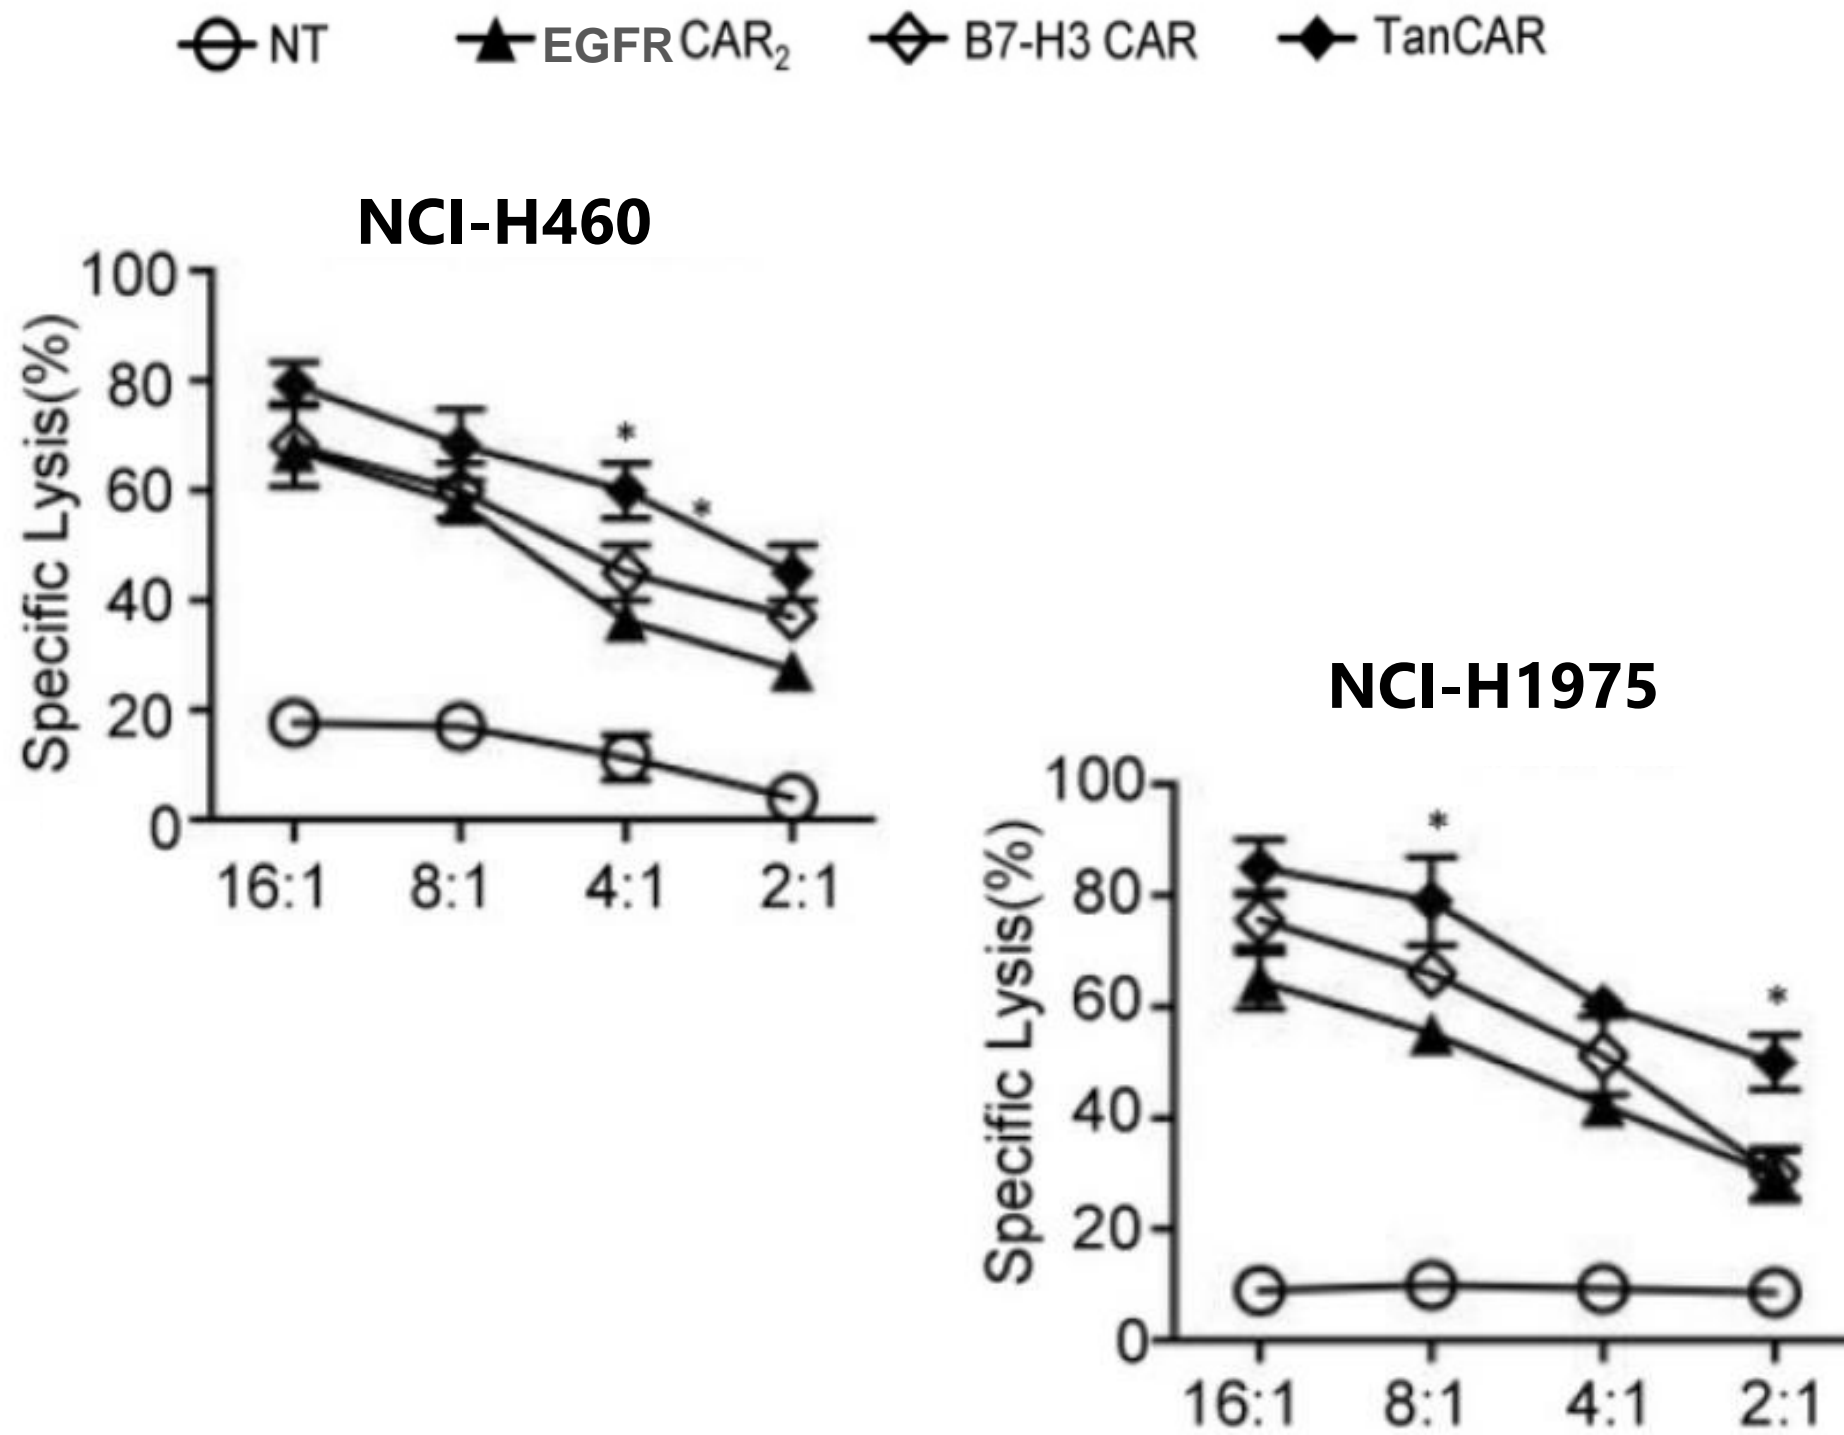 NT EGFR CAR₂ B7-H3 CAR TanCAR
NCI-H460
Specific Lysis(%)
100
80
60
40
20
0
*
*
16:1 8:1 4:1 2:1
NCI-H1975
Specific Lysis(%)
100
80
60
40
20
0
*
*
16:1 8:1 4:1 2:1